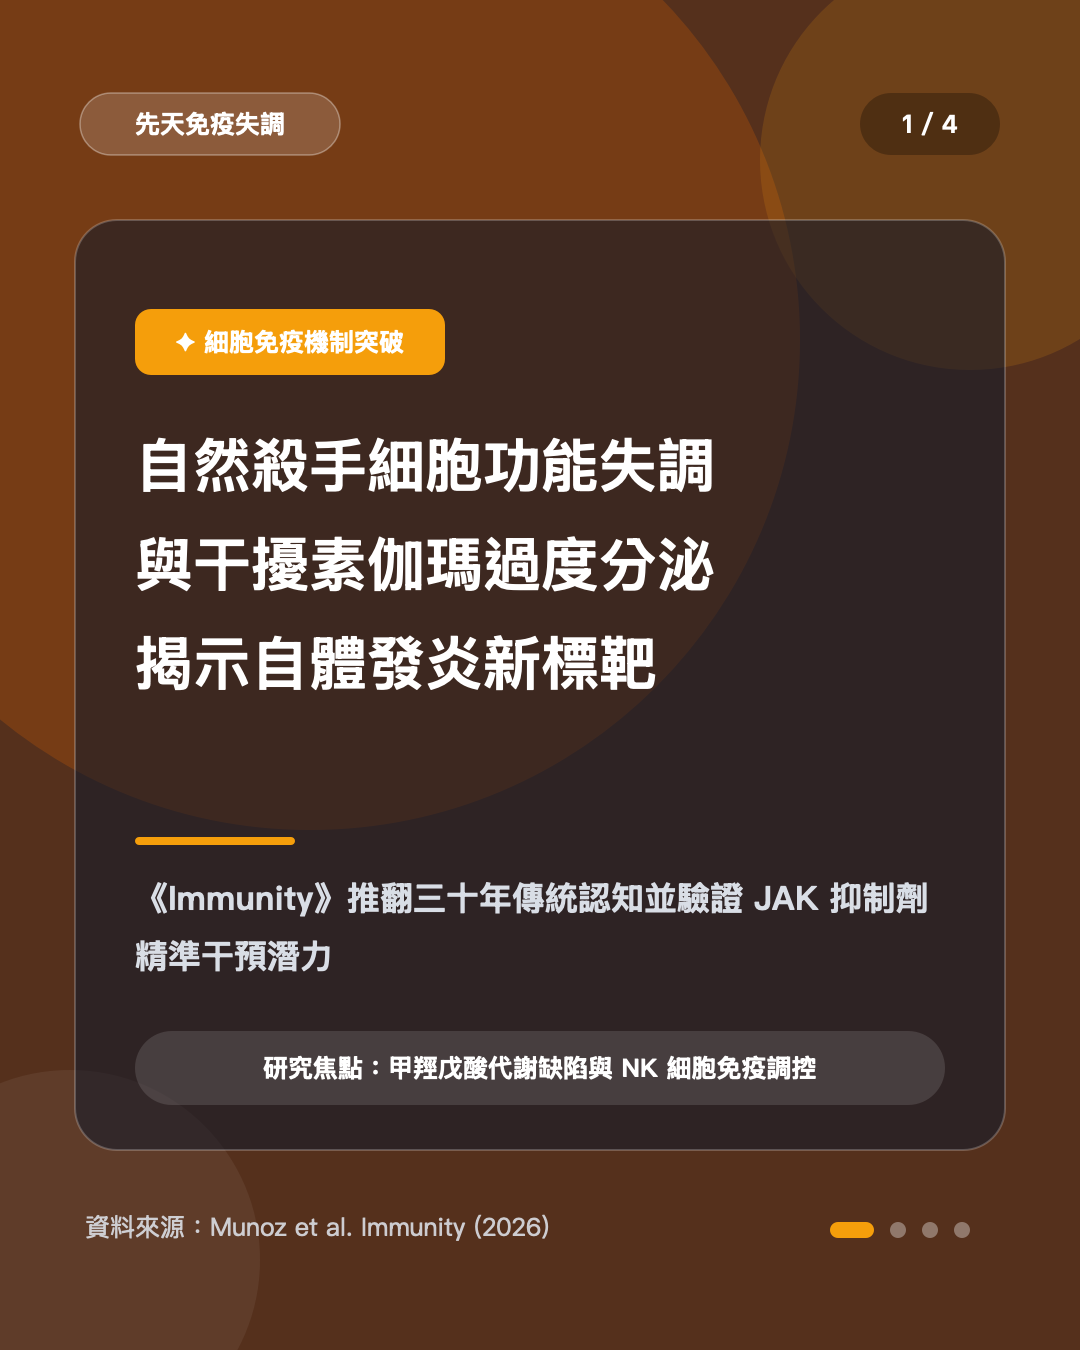 先天免疫失調
1 / 4
✦ 細胞免疫機制突破
自然殺手細胞功能失調
與干擾素伽瑪過度分泌
揭示自體發炎新標靶
《Immunity》推翻三十年傳統認知並驗證 JAK 抑制劑
精準干預潛力
研究焦點：甲羥戊酸代謝缺陷與 NK 細胞免疫調控
資料來源：Munoz et al. Immunity (2026)